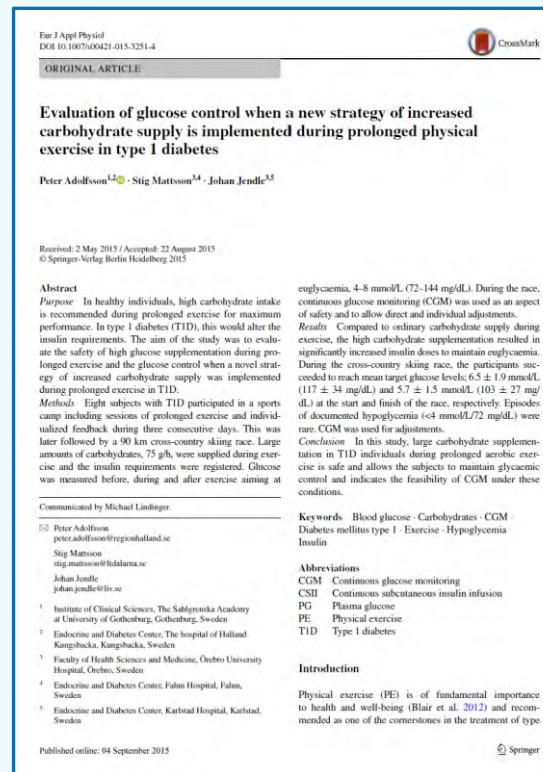 Eur J Appl Physiol
DOI 10.1007/s00421-015-3251-4
CrossMark
ORIGINAL ARTICLE
Evaluation of glucose control when a new strategy of increased
carbohydrate supply is implemented during prolonged physical
exercise in type 1 diabetes
Peter Adolfsson1,2 · Stig Mattsson3,4 · Johan Jendle3,5
Received: 2 May 2015 / Accepted: 22 August 2015
© Springer-Verlag Berlin Heidelberg 2015
Abstract
Purpose In healthy individuals, high carbohydrate intake
is recommended during prolonged exercise for maximum
performance. In type 1 diabetes (T1D), this would alter the
insulin requirements. The aim of the study was to evalu-
ate the safety of high glucose supplementation during pro-
longed exercise and the glucose control when a novel strat-
egy of increased carbohydrate supply was implemented
during prolonged exercise in T1D.
Methods Eight subjects with T1D participated in a sports
camp including sessions of prolonged exercise and individ-
ualized feedback during three consecutive days. This was
later followed by a 90 km cross-country skiing race. Large
amounts of carbohydrates, 75 g/h, were supplied during exer-
cise and the insulin requirements were registered. Glucose
was measured before, during and after exercise aiming at
Communicated by Michael Lindinger.
Peter Adolfsson
peter.adolfsson@regionhalland.se
Stig Mattsson
stig.mattsson@ltdalarna.se
Johan Jendle
johan.jendle@liv.se
1 Institute of Clinical Sciences, The Sahlgrenska Academy
at University of Gothenburg, Gothenburg, Sweden
2 Endocrine and Diabetes Center, The hospital of Halland
Kungsbacka, Kungsbacka, Sweden
3 Faculty of Health Sciences and Medicine, Örebro University
Hospital, Örebro, Sweden
4 Endocrine and Diabetes Center, Falun Hospital, Falun,
Sweden
5 Endocrine and Diabetes Center, Karlstad Hospital, Karlstad,
Sweden
euglycaemia, 4–8 mmol/L (72–144 mg/dL). During the race,
continuous glucose monitoring (CGM) was used as an aspect
of safety and to allow direct and individual adjustments.
Results Compared to ordinary carbohydrate supply during
exercise, the high carbohydrate supplementation resulted in
significantly increased insulin doses to maintain euglycaemia.
During the cross-country skiing race, the participants suc-
ceeded to reach mean target glucose levels; 6.5 ± 1.9 mmol/L
(117 ± 34 mg/dL) and 5.7 ± 1.5 mmol/L (103 ± 27 mg/
dL) at the start and finish of the race, respectively. Episodes
of documented hypoglycemia (<4 mmol/L/72 mg/dL) were
rare. CGM was used for adjustments.
Conclusion In this study, large carbohydrate supplemen-
tation in T1D individuals during prolonged aerobic exer-
cise is safe and allows the subjects to maintain glycaemic
control and indicates the feasibility of CGM under these
conditions.
Keywords Blood glucose · Carbohydrates · CGM ·
Diabetes mellitus type 1 · Exercise · Hypoglycemia
Insulin
Abbreviations
CGM Continuous glucose monitoring
CSII Continuous subcutaneous insulin infusion
PG Plasma glucose
PE Physical exercise
T1D Type 1 diabetes
Introduction
Physical exercise (PE) is of fundamental importance
to health and well-being (Blair et al. 2012) and recom-
mended as one of the cornerstones in the treatment of type
Published online: 04 September 2015
Springer